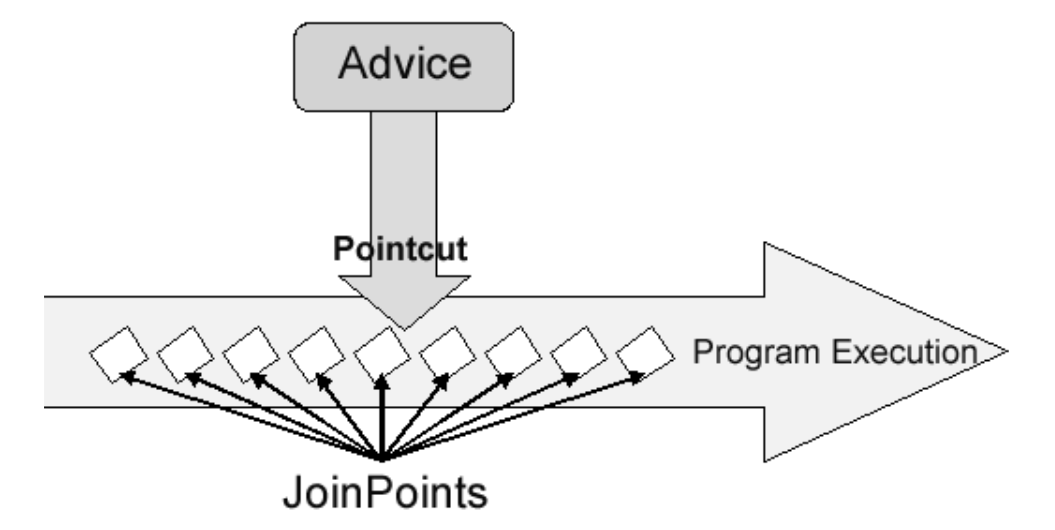 Advice
Pointcut
Program Execution
JoinPoints